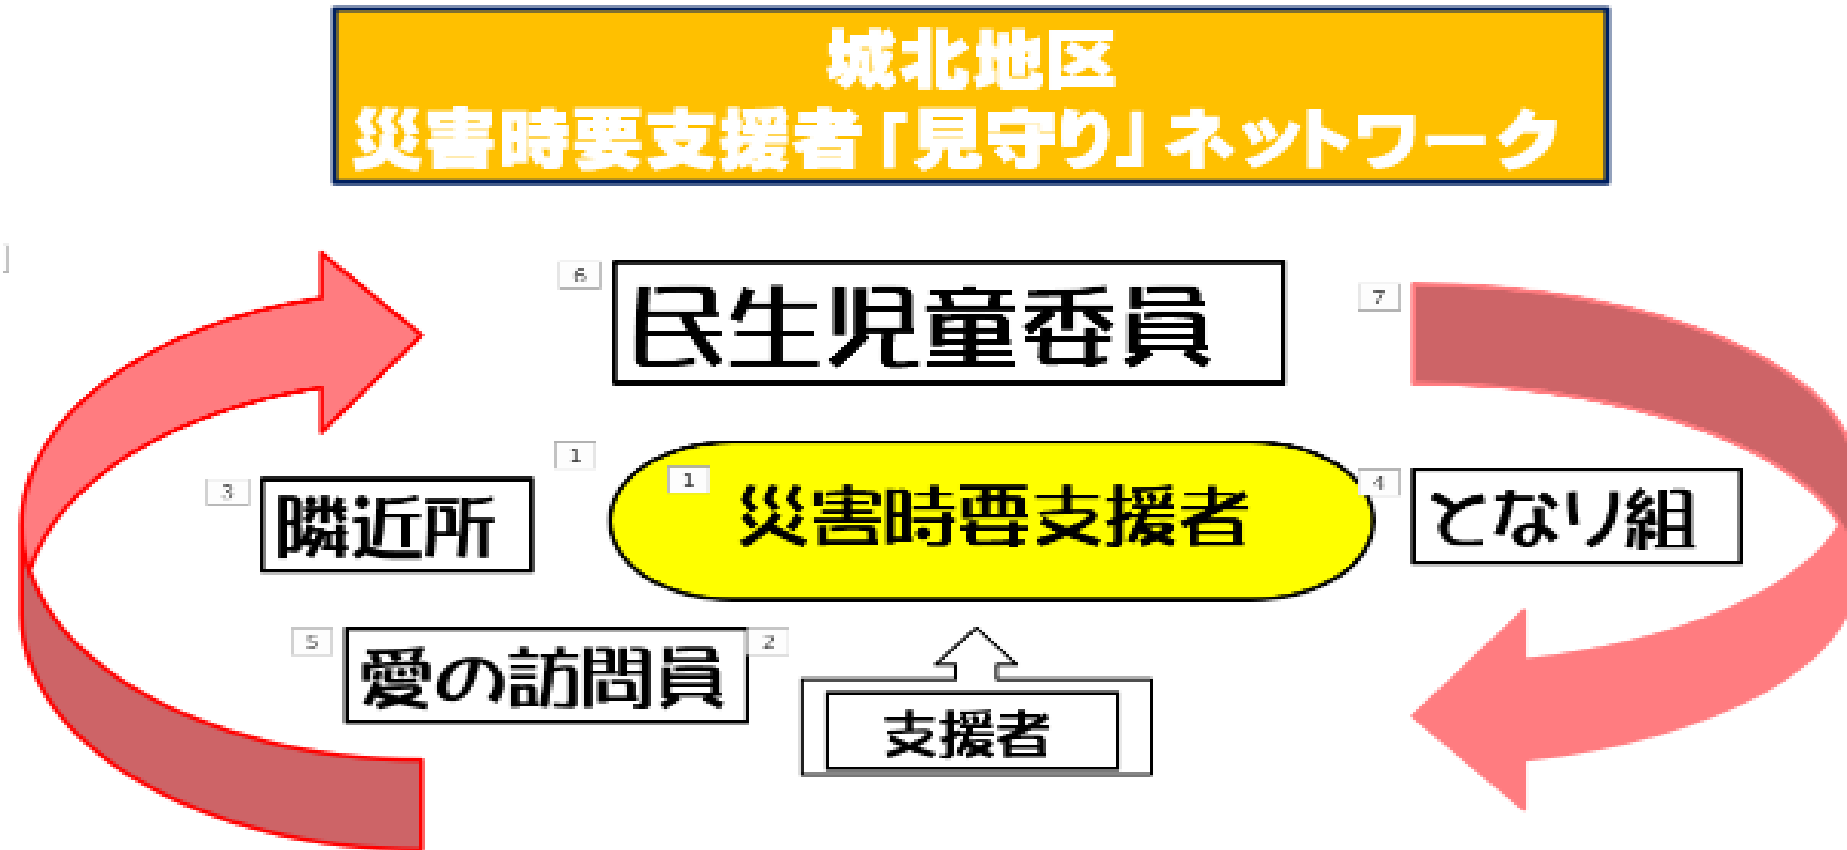 城北地区
災害時要支援者「見守り」ネットワーク
6
民生児童委員
7
1
1
災害時要支援者
3
隣近所
4
となり組
5
愛の訪問員
2
支援者